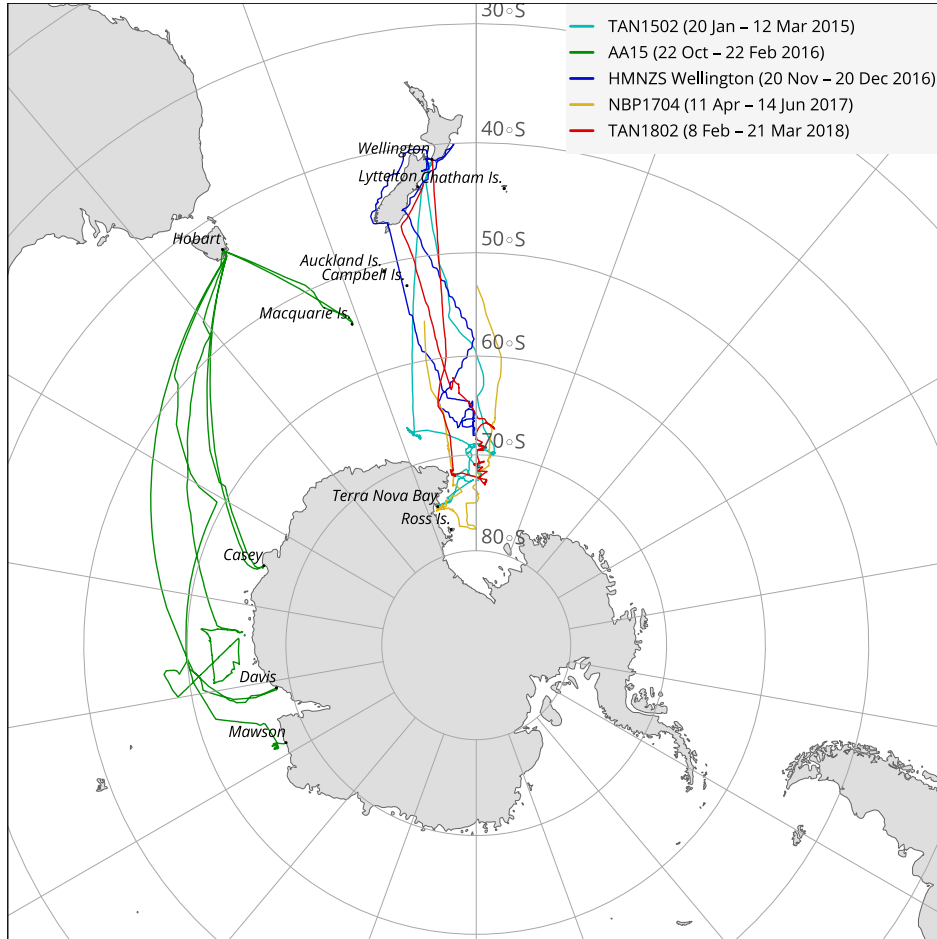 30°S
TAN1502 (20 Jan – 12 Mar 2015)
AA15 (22 Oct – 22 Feb 2016)
HMNZS Wellington (20 Nov – 20 Dec 2016)
NBP1704 (11 Apr – 14 Jun 2017)
TAN1802 (8 Feb – 21 Mar 2018)
40°S
Wellington
Lyttelton Chatham Is.
Hobart
50°S
Auckland Is.
Campbell Is.
Macquarie Is.
60°S
70°S
Terra Nova Bay
Ross Is.
80°S
Casey
Davis
Mawson